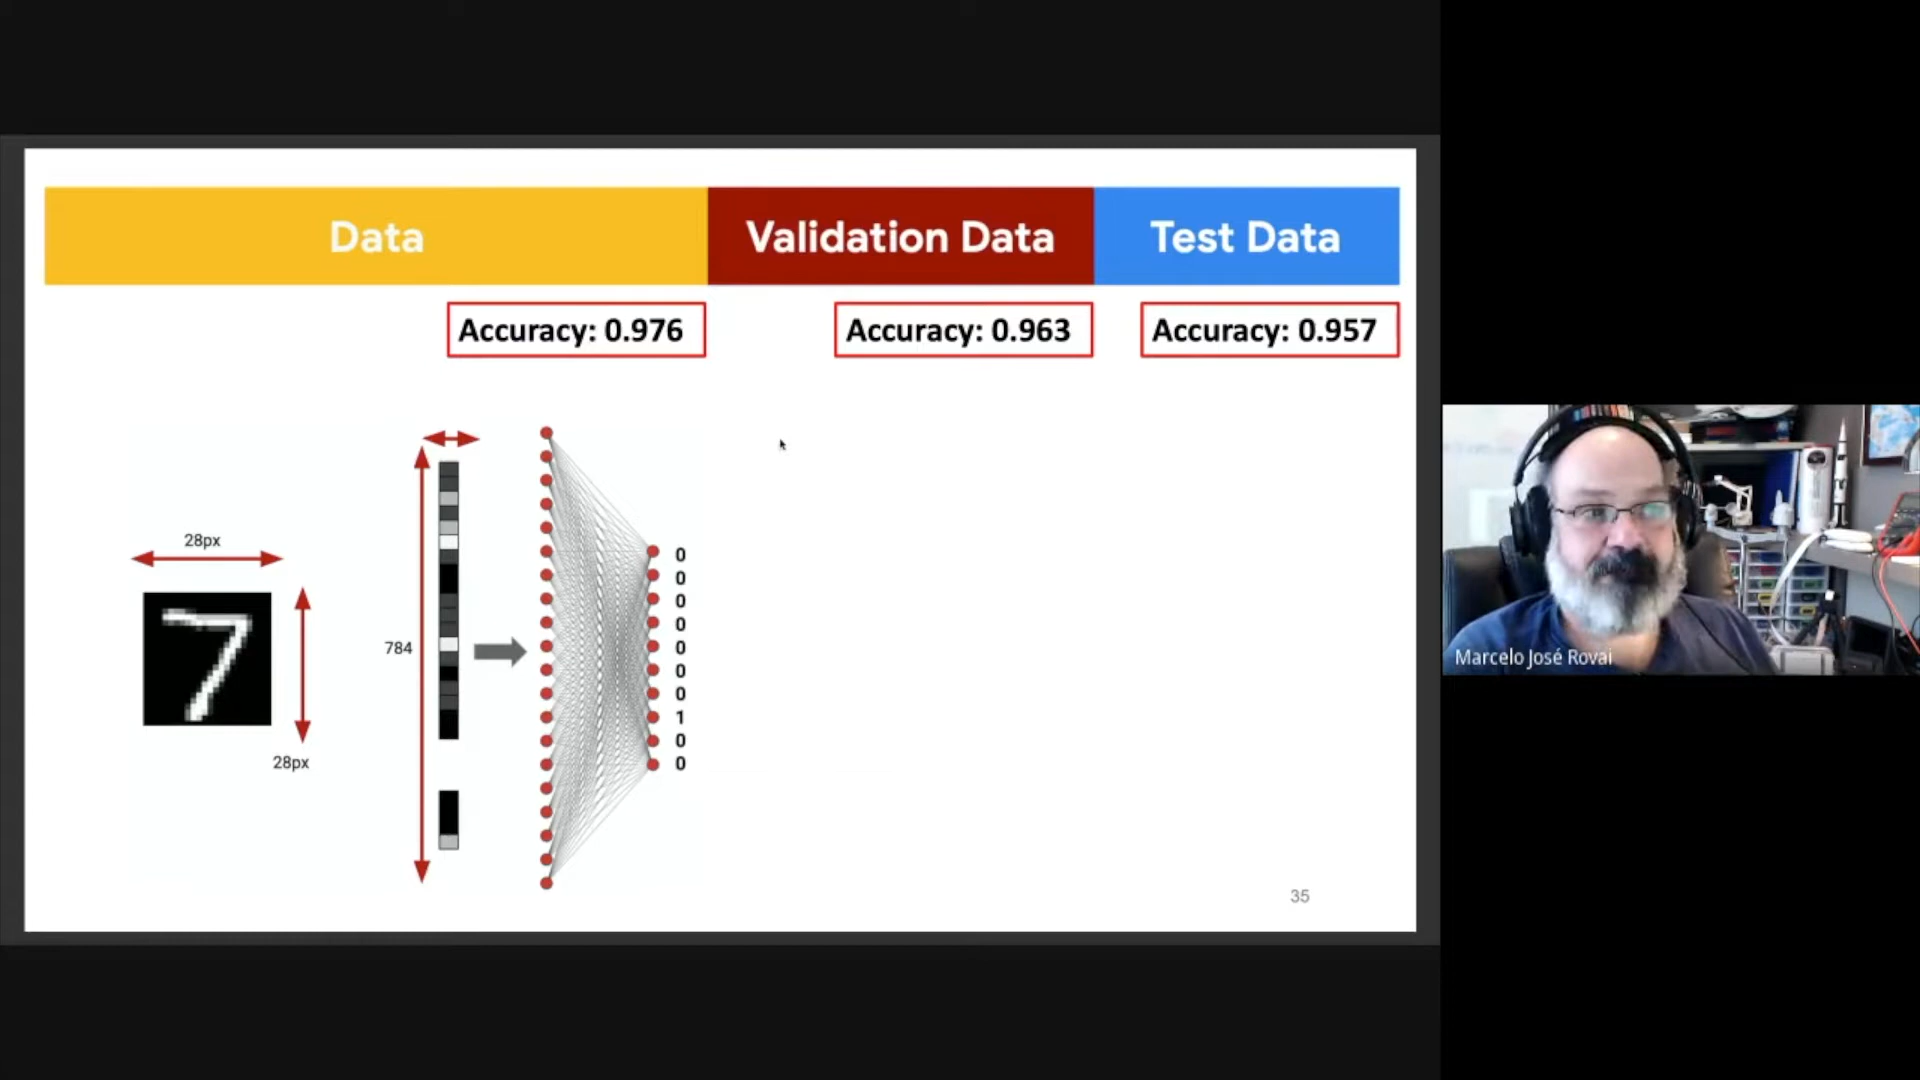 Data
Validation Data
Test Data
Accuracy: 0.976
Accuracy: 0.963
Accuracy: 0.957
28px
28px
784
0
0
0
0
0
0
0
1
0
0
7
35
Marcelo José Rovai